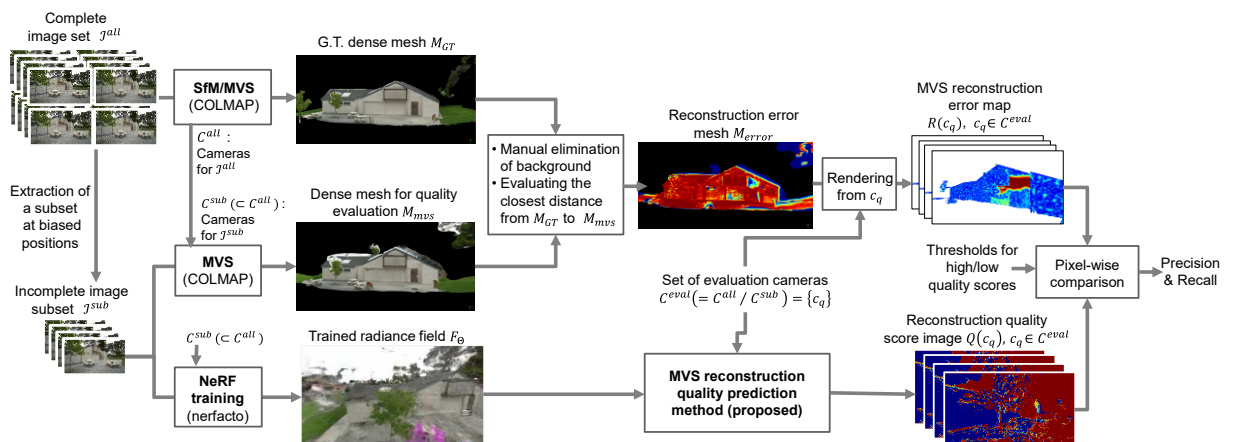 Complete
image set 𝓘^all
SfM/MVS
(COLMAP)
G.T. dense mesh M_GT
C^all :
Cameras
for 𝓘^all
Extraction of
a subset
at biased
positions
C^sub (⊂ C^all) :
Cameras
for 𝓘^sub
MVS
(COLMAP)
Dense mesh for quality
evaluation M_mvs
• Manual elimination
of background
• Evaluating the
closest distance
from M_GT to M_mvs
Reconstruction error
mesh M_error
Rendering
from c_q
MVS reconstruction
error map
R(c_q), c_q ∈ C^eval
Thresholds for
high/low
quality scores
Pixel-wise
comparison
Precision
& Recall
Set of evaluation cameras
C^eval(= C^all / C^sub) = {c_q}
Incomplete image
subset 𝓘^sub
C^sub (⊂ C^all)
NeRF
training
(nerfacto)
Trained radiance field F_Θ
MVS reconstruction
quality prediction
method (proposed)
Reconstruction quality
score image Q(c_q), c_q ∈ C^eval